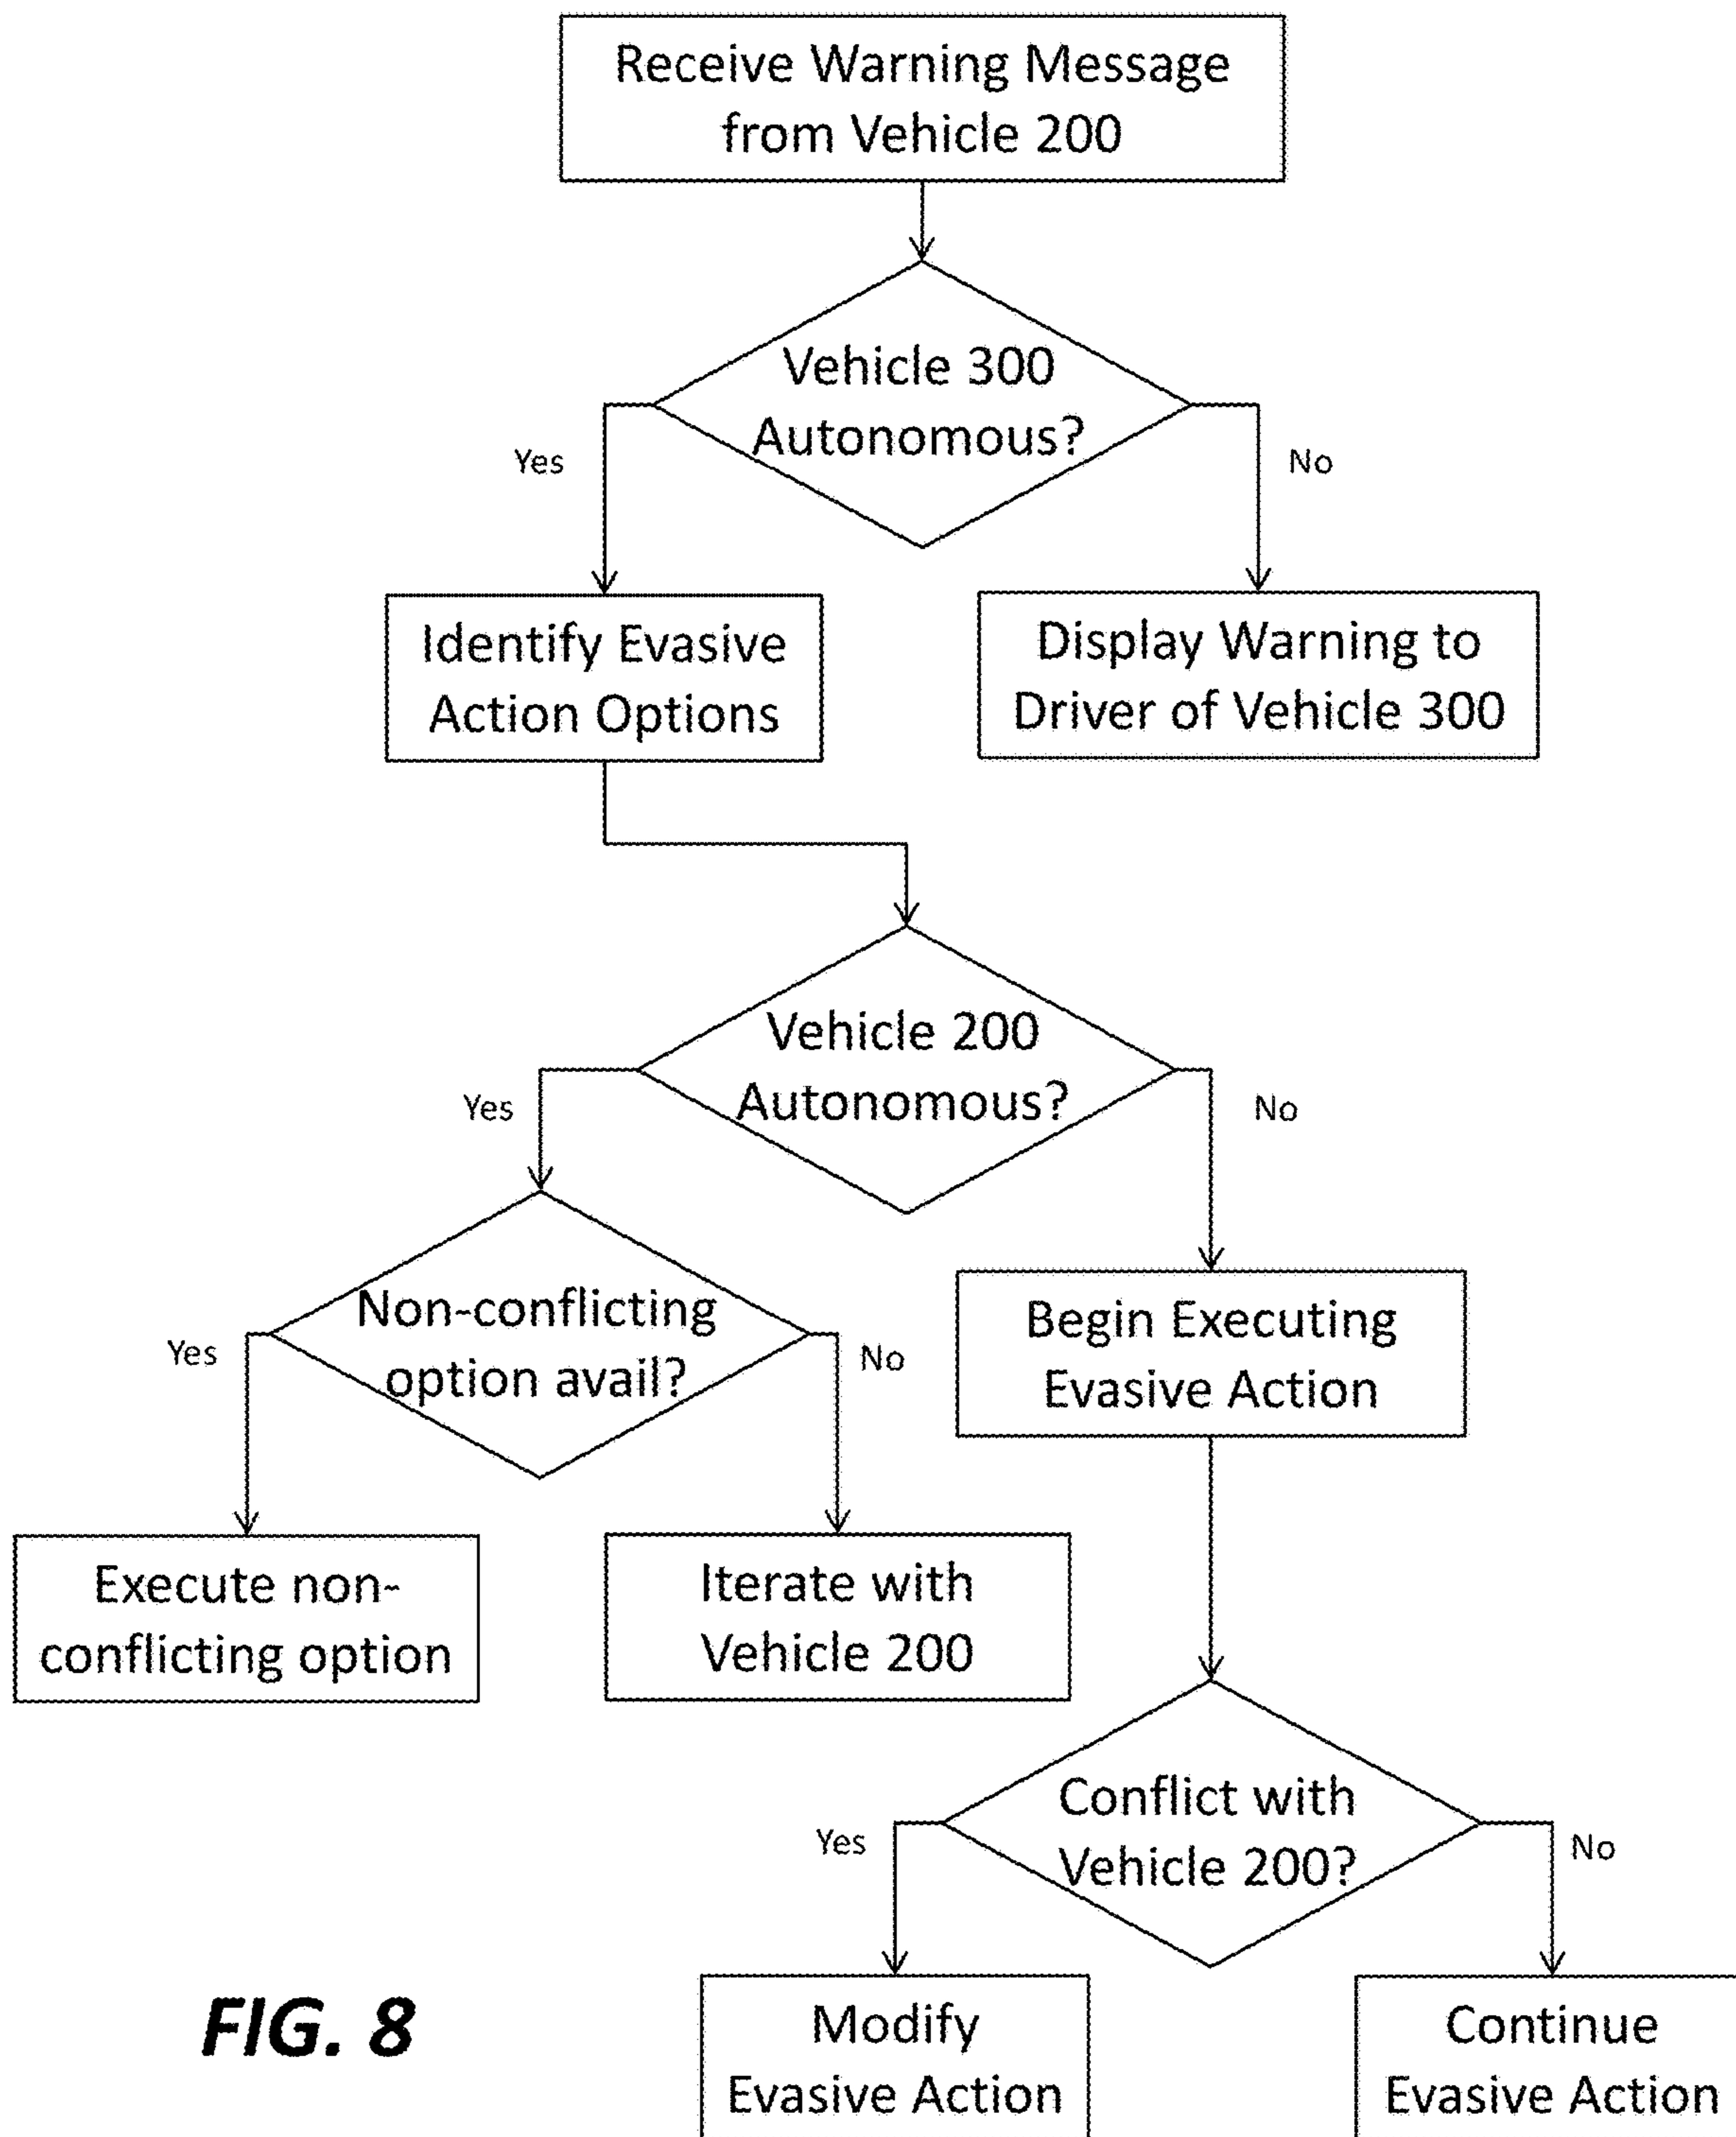 Receive Warning Message
from Vehicle 200
Vehicle 300
Autonomous?
Yes
No
Identify Evasive
Action Options
Display Warning to
Driver of Vehicle 300
Vehicle 200
Autonomous?
Yes
No
Non-conflicting
option avail?
Yes
No
Begin Executing
Evasive Action
Execute non-
conflicting option
Iterate with
Vehicle 200
Conflict with
Vehicle 200?
Yes
No
Modify
Evasive Action
Continue
Evasive Action
FIG. 8